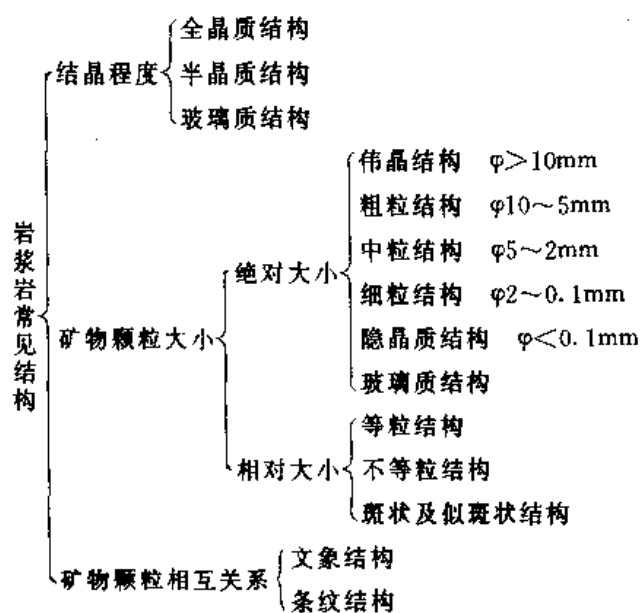 岩浆岩常见结构
结晶程度
全晶质结构
半晶质结构
玻璃质结构
矿物颗粒大小
绝对大小
伟晶结构 φ>10mm
粗粒结构 φ10~5mm
中粒结构 φ5~2mm
细粒结构 φ2~0.1mm
隐晶质结构 φ<0.1mm
玻璃质结构
相对大小
等粒结构
不等粒结构
斑状及似斑状结构
矿物颗粒相互关系
文象结构
条纹结构